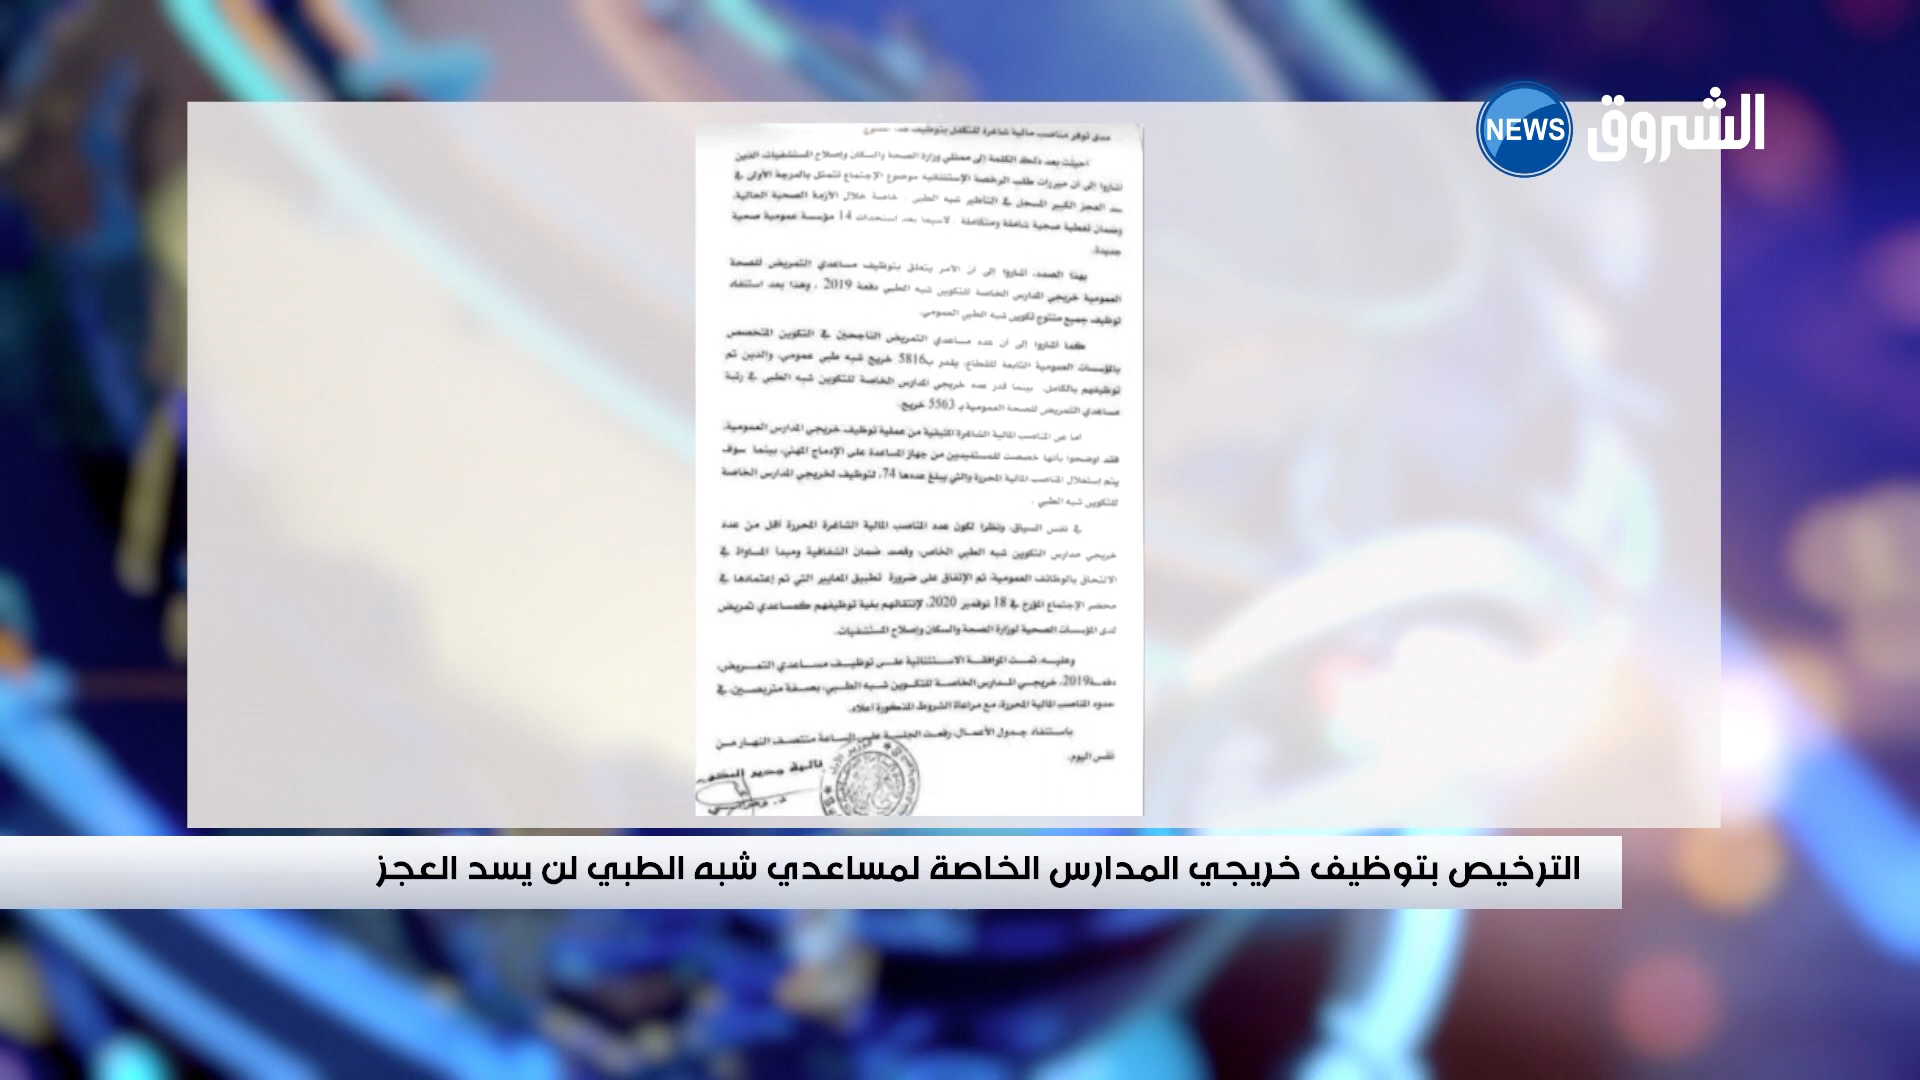 الشروق
NEWS
مدى توفر مناصب مالية شاغرة للتكفل بتوظيف
أحيلت بعد ذلك الكلمة إلى ممثلي وزارة الصحة والسكان وإصلاح المستشفيات، الذين
أشاروا إلى أن مبررات طلب الرخصة الإستثنائية موضوع الإجتماع تتمثل بالدرجة الأولى في
سد العجز الكبير المسجل في التأطير شبه الطبي ، خاصة خلال الأزمة الصحية الحالية،
وضمان تغطية صحية شاملة ومتكاملة ، لاسيما بعد استحداث 14 مؤسسة عمومية صحية
جديدة.
بهذا الصدد، أشاروا إلى أن الأمر يتعلق بتوظيف مساعدي التمريض للصحة
العمومية خريجي المدارس الخاصة للتكوين شبه الطبي دفعة 2019 ، وهذا بعد استنفاد
توظيف جميع منتوج تكوين شبه الطبي العمومي.
كما أشاروا إلى أن عدد مساعدي التمريض الناجحين في التكوين المتخصص
بالمؤسسات العمومية التابعة للقطاع، يقدر بـ5816 خريج شبه طبي عمومي، والذين تم
توظيفهم بالكامل، بينما قدر عدد خريجي المدارس الخاصة للتكوين شبه الطبي في رتبة
مساعدي التمريض للصحة العمومية بـ 5563 خريج.
أما عن المناصب المالية الشاغرة المتبقية من عملية توظيف خريجي المدارس العمومية،
فقد أوضحوا بأنها خصصت للمستفيدين من جهاز المساعدة على الإدماج المهني، بينما سوف
يتم إستغلال المناصب المالية المحررة والتي يبلغ عددها 74، لتوظيف لخريجي المدارس الخاصة
للتكوين شبه الطبي .
في نفس السياق، ونظرا لكون عدد المناصب المالية الشاغرة المحررة أقل من عدد
خريجي مدارس التكوين شبه الطبي الخاص، وقصد ضمان الشفافية ومبدأ المساواة في
الالتحاق بالوظائف العمومية، تم الإتفاق على ضرورة تطبيق المعايير التي تم إعتمادها في
محضر الإجتماع المؤرخ في 18 نوفمبر 2020، لإنتقائهم بغية توظيفهم كمساعدي تمريض
لدى المؤسسات الصحية لوزارة الصحة والسكان وإصلاح المستشفيات.
وعليه، تمت الموافقة الاستثنائية على توظيف مساعدي التمريض،
دفعة 2019، خريجي المدارس الخاصة للتكوين شبه الطبي، بصفة متربصين، في
حدود المناصب المالية المحررة، مع مراعاة الشروط المذكورة أعلاه.
باستنفاد جدول الأعمال، رفعت الجلسة على الساعة منتصف النهار من
نفس اليوم.
الترخيص بتوظيف خريجي المدارس الخاصة لمساعدي شبه الطبي لن يسد العجز